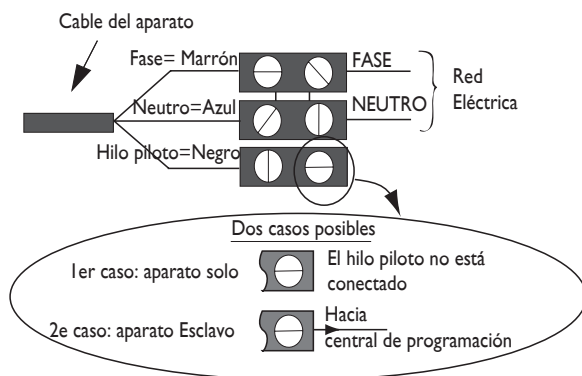 Cable del aparato
Fase= Marrón
FASE
Neutro=Azul
NEUTRO
Red
Eléctrica
Hilo piloto=Negro
Dos casos posibles
1er caso: aparato solo
El hilo piloto no está
conectado
2e caso: aparato Esclavo
Hacia
central de programación